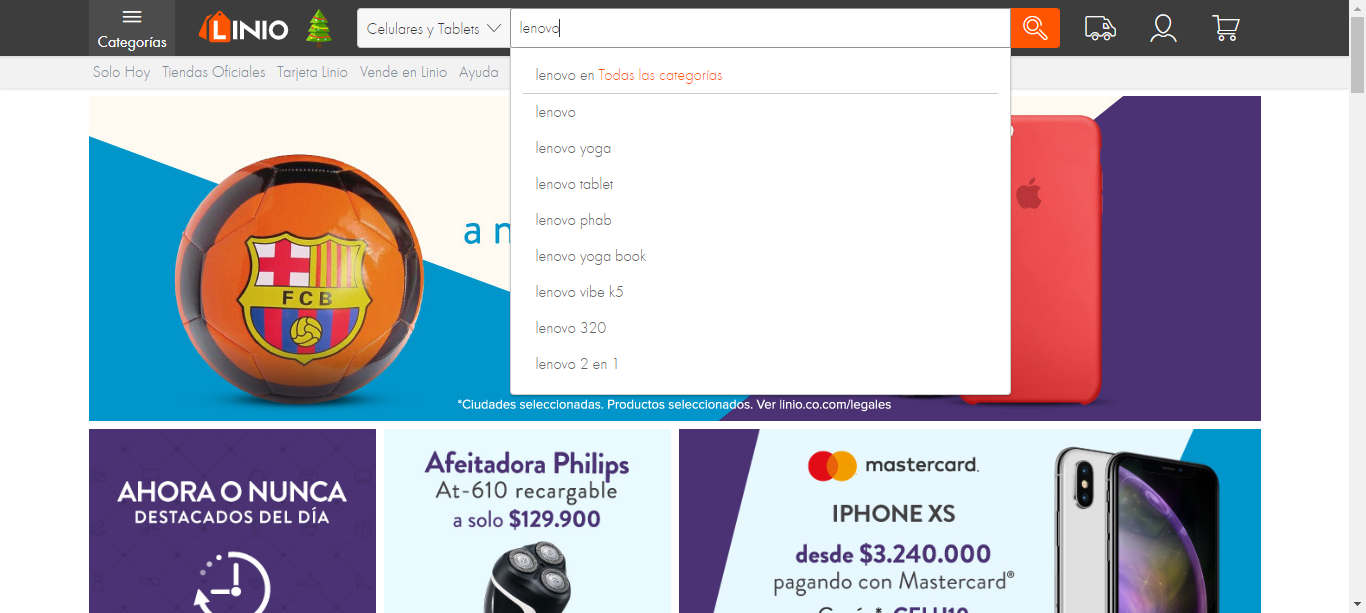 Categorías
LINIO
Celulares y Tablets
lenovo
Solo Hoy
Tiendas Oficiales
Tarjeta Linio
Vende en Linio
Ayuda
lenovo en Todas las categorías
lenovo
lenovo yoga
lenovo tablet
lenovo phab
lenovo yoga book
lenovo vibe k5
lenovo 320
lenovo 2 en 1
FCB
*Ciudades seleccionadas. Productos seleccionados. Ver linio.co.com/legales
AHORA O NUNCA
DESTACADOS DEL DÍA
Afeitadora Philips
At-610 recargable
a solo $129.900
mastercard.
IPHONE XS
desde $3.240.000
pagando con Mastercard®